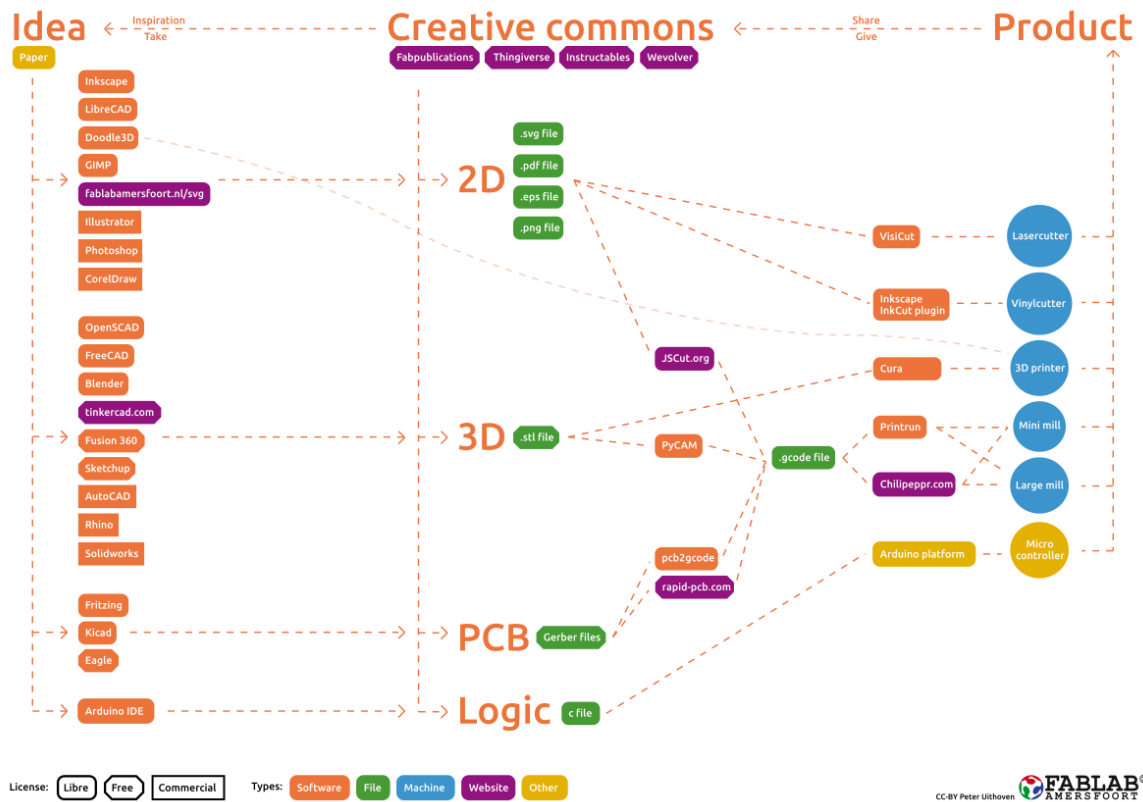 Idea
Inspiration
Take
Creative commons
Share
Give
Product
Paper
Fabpublications
Thingiverse
Instructables
Wevolver
Inkscape
LibreCAD
Doodle3D
GIMP
fablabamersfoort.nl/svg
Illustrator
Photoshop
CorelDraw
2D
.svg file
.pdf file
.eps file
.png file
VisiCut
Lasercutter
Inkscape
InkCut plugin
Vinylcutter
OpenSCAD
FreeCAD
Blender
tinkercad.com
Fusion 360
Sketchup
AutoCAD
Rhino
Solidworks
JSCut.org
Cura
3D printer
3D
.stl file
PyCAM
.gcode file
Printrun
Mini mill
Chilipeppr.com
Large mill
pcb2gcode
rapid-pcb.com
Arduino platform
Micro
controller
Fritzing
Kicad
Eagle
PCB
Gerber files
Arduino IDE
Logic
c file
License:
Libre
Free
Commercial
Types:
Software
File
Machine
Website
Other
CC-BY Peter Uithoven
FABLAB
AMERSFOORT